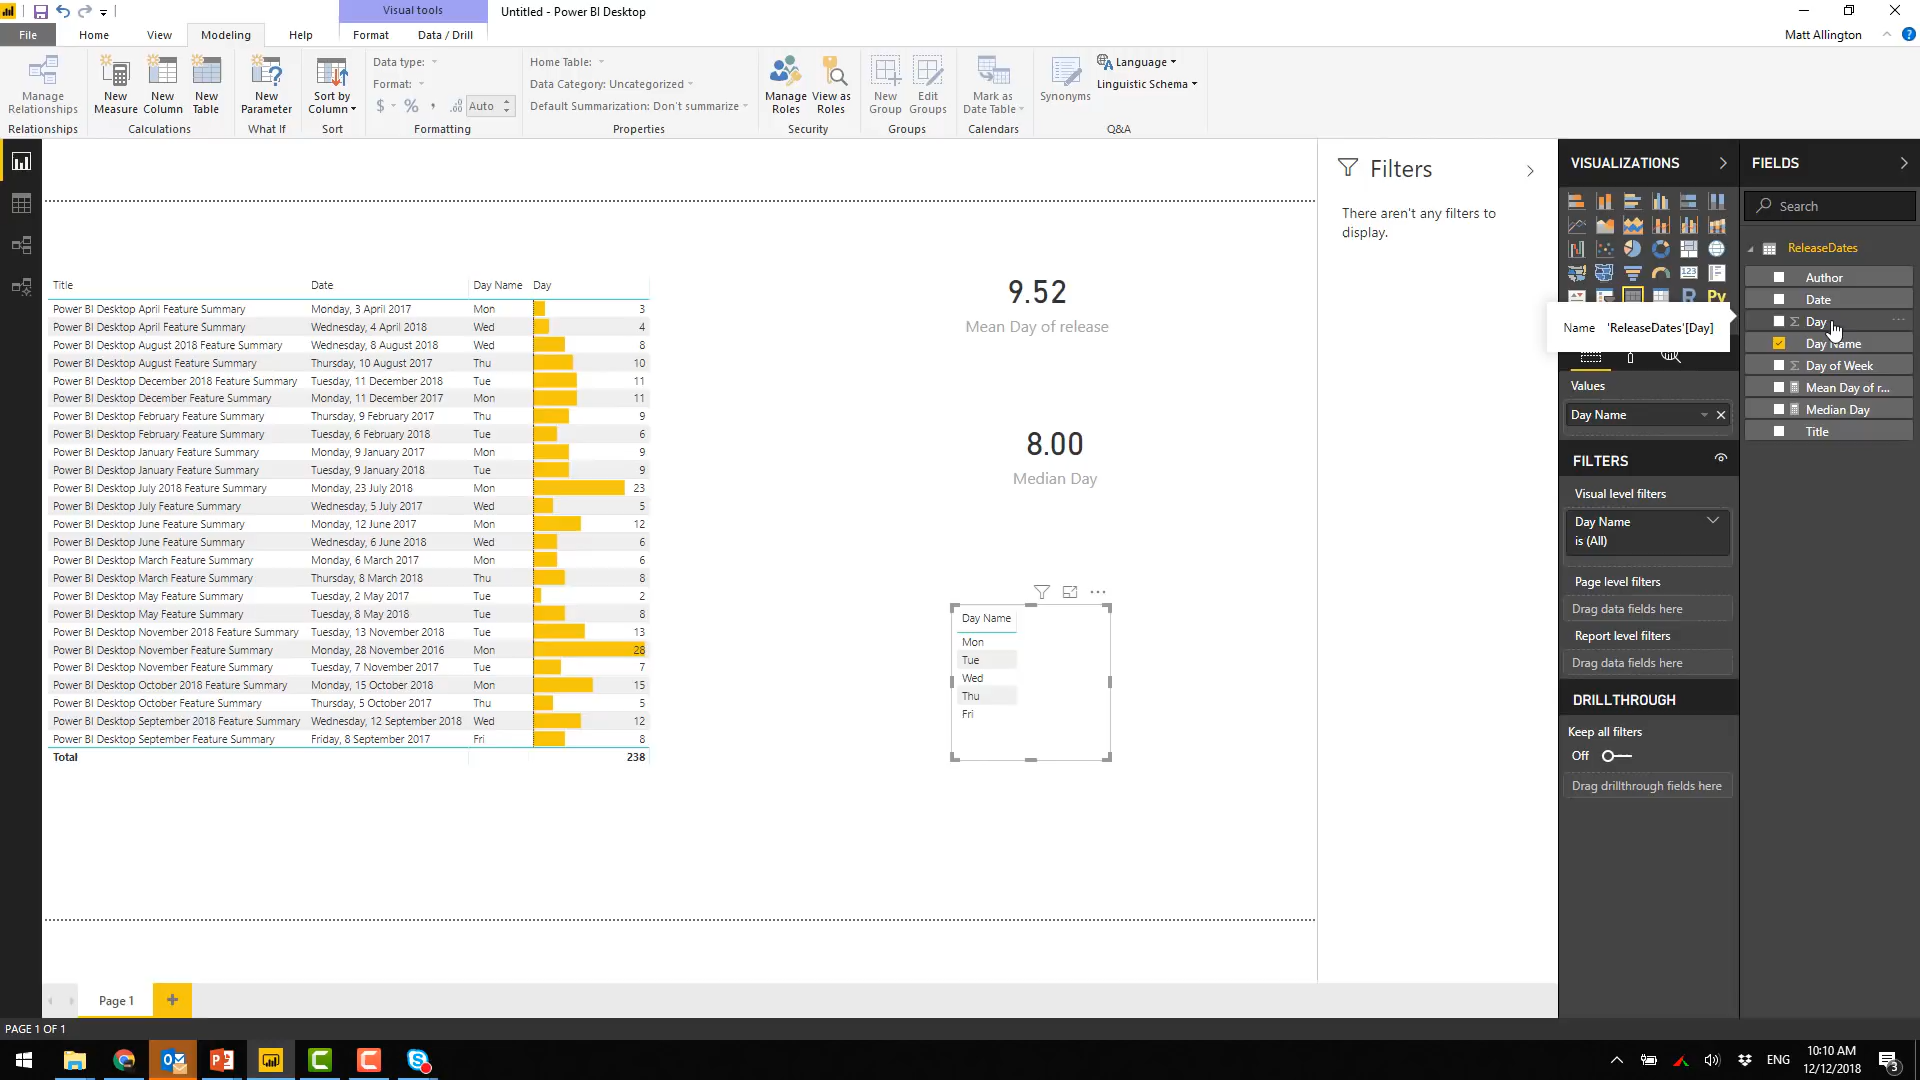 Visual tools
Untitled - Power BI Desktop
File
Home
View
Modeling
Help
Format
Data / Drill
Matt Allington
Manage Relationships
New Measure
New Column
New Table
New Parameter
Sort by Column
Data type:
Format:
$ % , Auto
Home Table:
Data Category: Uncategorized
Default Summarization: Don't summarize
Manage Roles
View as Roles
New Group
Edit Groups
Mark as Date Table
Synonyms
Language
Linguistic Schema
Relationships
Calculations
What If
Sort
Formatting
Properties
Security
Groups
Calendars
Q&A
Title Date Day Name Day
Power BI Desktop April Feature Summary Monday, 3 April 2017 Mon 3
Power BI Desktop April Feature Summary Wednesday, 4 April 2018 Wed 4
Power BI Desktop August 2018 Feature Summary Wednesday, 8 August 2018 Wed 8
Power BI Desktop August Feature Summary Thursday, 10 August 2017 Thu 10
Power BI Desktop December 2018 Feature Summary Tuesday, 11 December 2018 Tue 11
Power BI Desktop December Feature Summary Monday, 11 December 2017 Mon 11
Power BI Desktop February Feature Summary Thursday, 9 February 2017 Thu 9
Power BI Desktop February Feature Summary Tuesday, 6 February 2018 Tue 6
Power BI Desktop January Feature Summary Monday, 9 January 2017 Mon 9
Power BI Desktop January Feature Summary Tuesday, 9 January 2018 Tue 9
Power BI Desktop July 2018 Feature Summary Monday, 23 July 2018 Mon 23
Power BI Desktop July Feature Summary Wednesday, 5 July 2017 Wed 5
Power BI Desktop June Feature Summary Monday, 12 June 2017 Mon 12
Power BI Desktop June Feature Summary Wednesday, 6 June 2018 Wed 6
Power BI Desktop March Feature Summary Monday, 6 March 2017 Mon 6
Power BI Desktop March Feature Summary Thursday, 8 March 2018 Thu 8
Power BI Desktop May Feature Summary Tuesday, 2 May 2017 Tue 2
Power BI Desktop May Feature Summary Tuesday, 8 May 2018 Tue 8
Power BI Desktop November 2018 Feature Summary Tuesday, 13 November 2018 Tue 13
Power BI Desktop November Feature Summary Monday, 28 November 2016 Mon 28
Power BI Desktop November Feature Summary Tuesday, 7 November 2017 Tue 7
Power BI Desktop October 2018 Feature Summary Monday, 15 October 2018 Mon 15
Power BI Desktop October Feature Summary Thursday, 5 October 2017 Thu 5
Power BI Desktop September 2018 Feature Summary Wednesday, 12 September 2018 Wed 12
Power BI Desktop September Feature Summary Friday, 8 September 2017 Fri 8
Total 238
9.52
Mean Day of release
8.00
Median Day
Day Name
Mon
Tue
Wed
Thu
Fri
Filters
There aren't any filters to
display.
VISUALIZATIONS
R Py
123
Name 'ReleaseDates'[Day]
Values
Day Name
FILTERS
Visual level filters
Day Name
is (All)
Page level filters
Drag data fields here
Report level filters
Drag data fields here
DRILLTHROUGH
Keep all filters
Off
Drag drillthrough fields here
FIELDS
Search
ReleaseDates
Author
Date
Σ Day
Day Name
Σ Day of Week
Mean Day of r...
Median Day
Title
Page 1
PAGE 1 OF 1
ENG
10:10 AM
12/12/2018
3